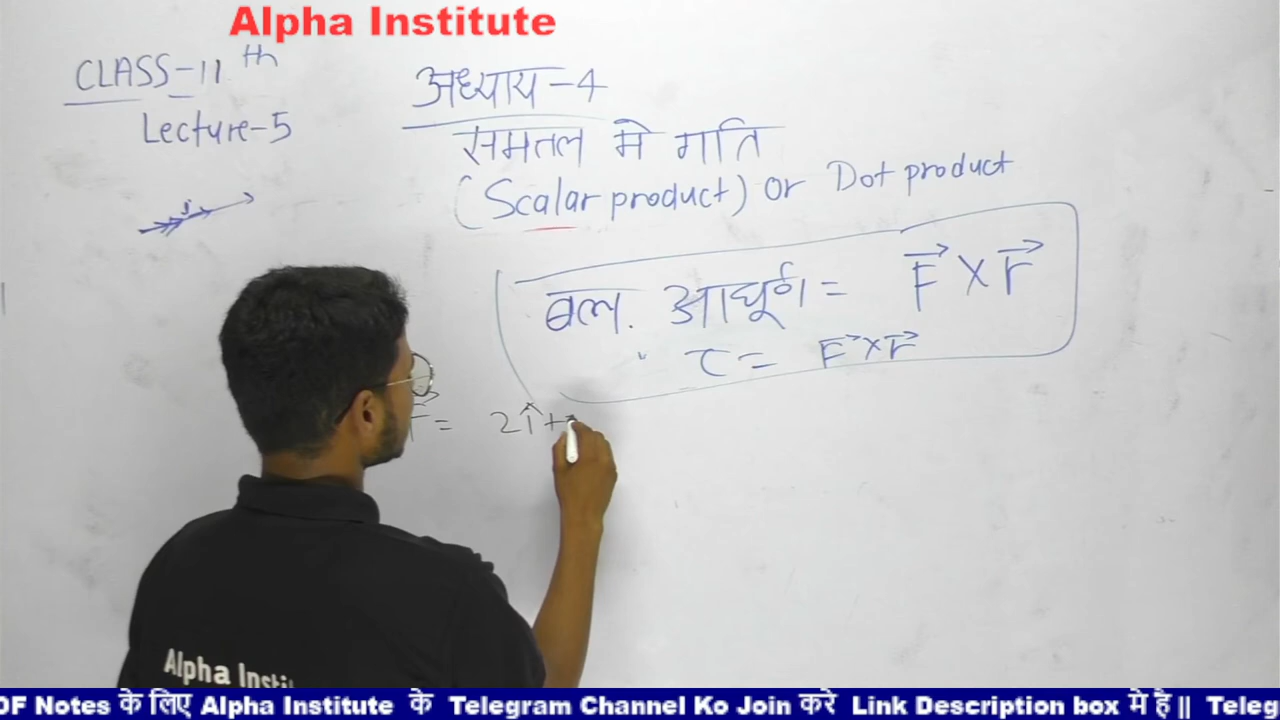 Alpha Institute
CLASS-11th
Lecture-5
अध्याय-4
समतल मे गति
(Scalar product) or Dot product
बल. आघूर्ण = F × r
τ = F × r
= 2î +
Alpha Insti
OF Notes के लिए Alpha Institute के Telegram Channel Ko Join करे Link Description box मे है || Teleg